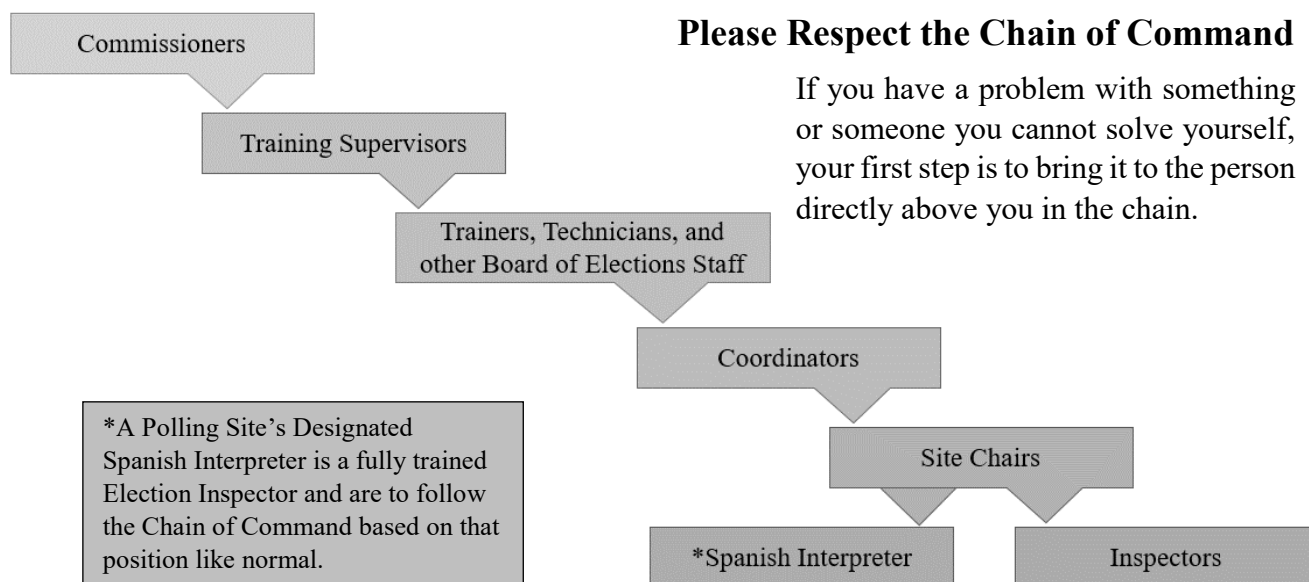 Commissioners
Please Respect the Chain of Command
If you have a problem with something
or someone you cannot solve yourself,
your first step is to bring it to the person
directly above you in the chain.
Training Supervisors
Trainers, Technicians, and
other Board of Elections Staff
Coordinators
*A Polling Site’s Designated
Spanish Interpreter is a fully trained
Election Inspector and are to follow
the Chain of Command based on that
position like normal.
Site Chairs
*Spanish Interpreter
Inspectors